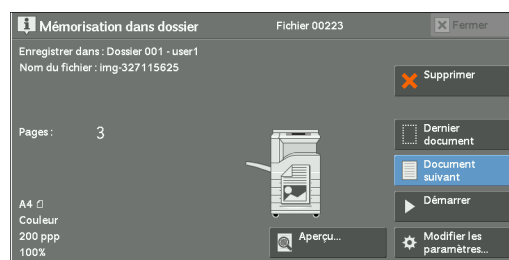 Mémorisation dans dossier
Fichier 00223
Fermer
Enregistrer dans : Dossier 001 - user1
Nom du fichier : img-327115625
Supprimer
Pages :
3
Dernier
document
Document
suivant
Démarrer
A4
Couleur
200 ppp
100%
Aperçu...
Modifier les
paramètres...